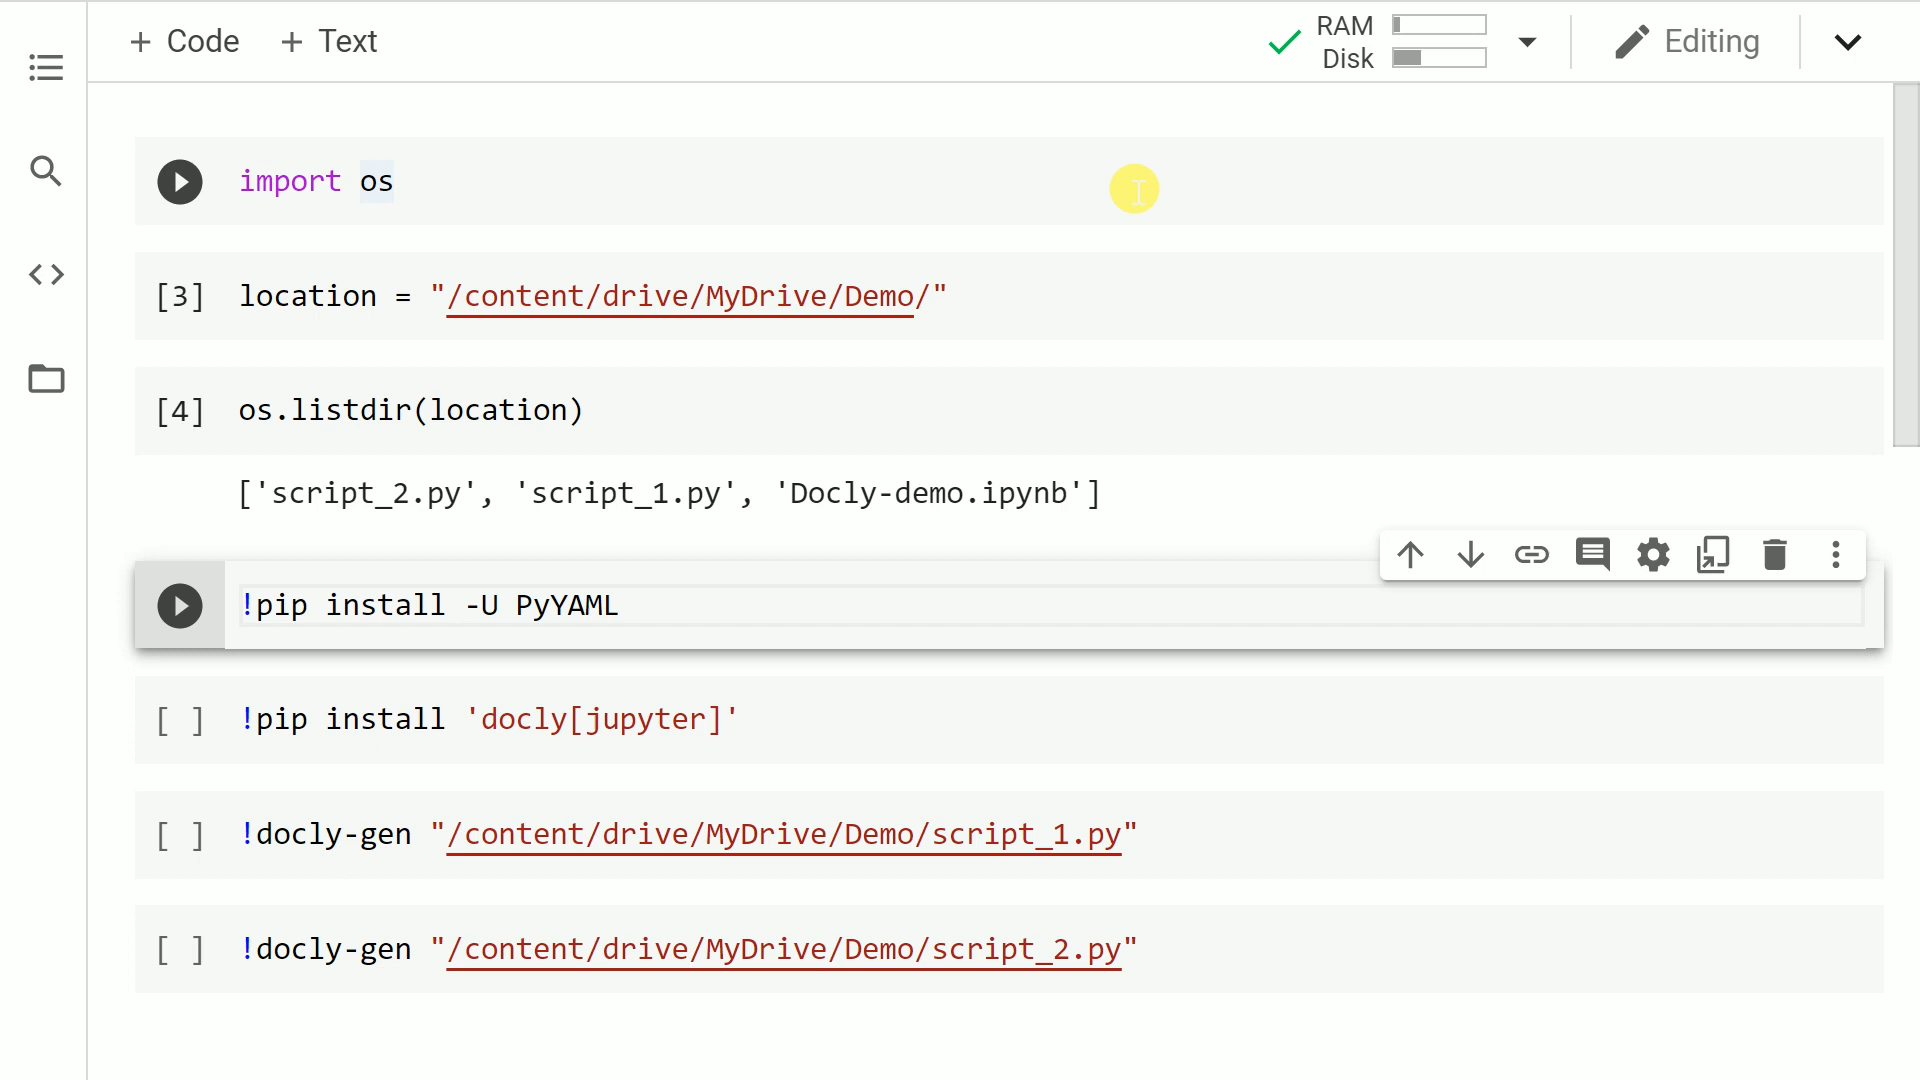 + Code + Text
RAM
Disk
Editing
import os
[3] location = "/content/drive/MyDrive/Demo/"
[4] os.listdir(location)
['script_2.py', 'script_1.py', 'Docly-demo.ipynb']
!pip install -U PyYAML
[ ] !pip install 'docly[jupyter]'
[ ] !docly-gen "/content/drive/MyDrive/Demo/script_1.py"
[ ] !docly-gen "/content/drive/MyDrive/Demo/script_2.py"